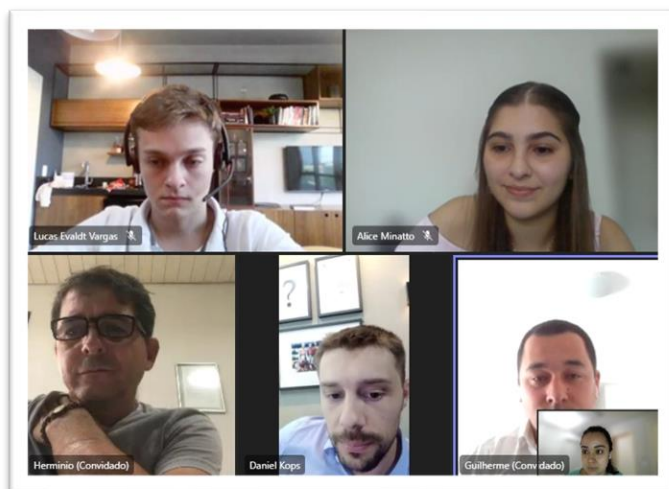 Lucas Evaldt Vargas
Alice Minatto
?
Herminio (Convidado)
Daniel Kops
Guilherme (Convidado)